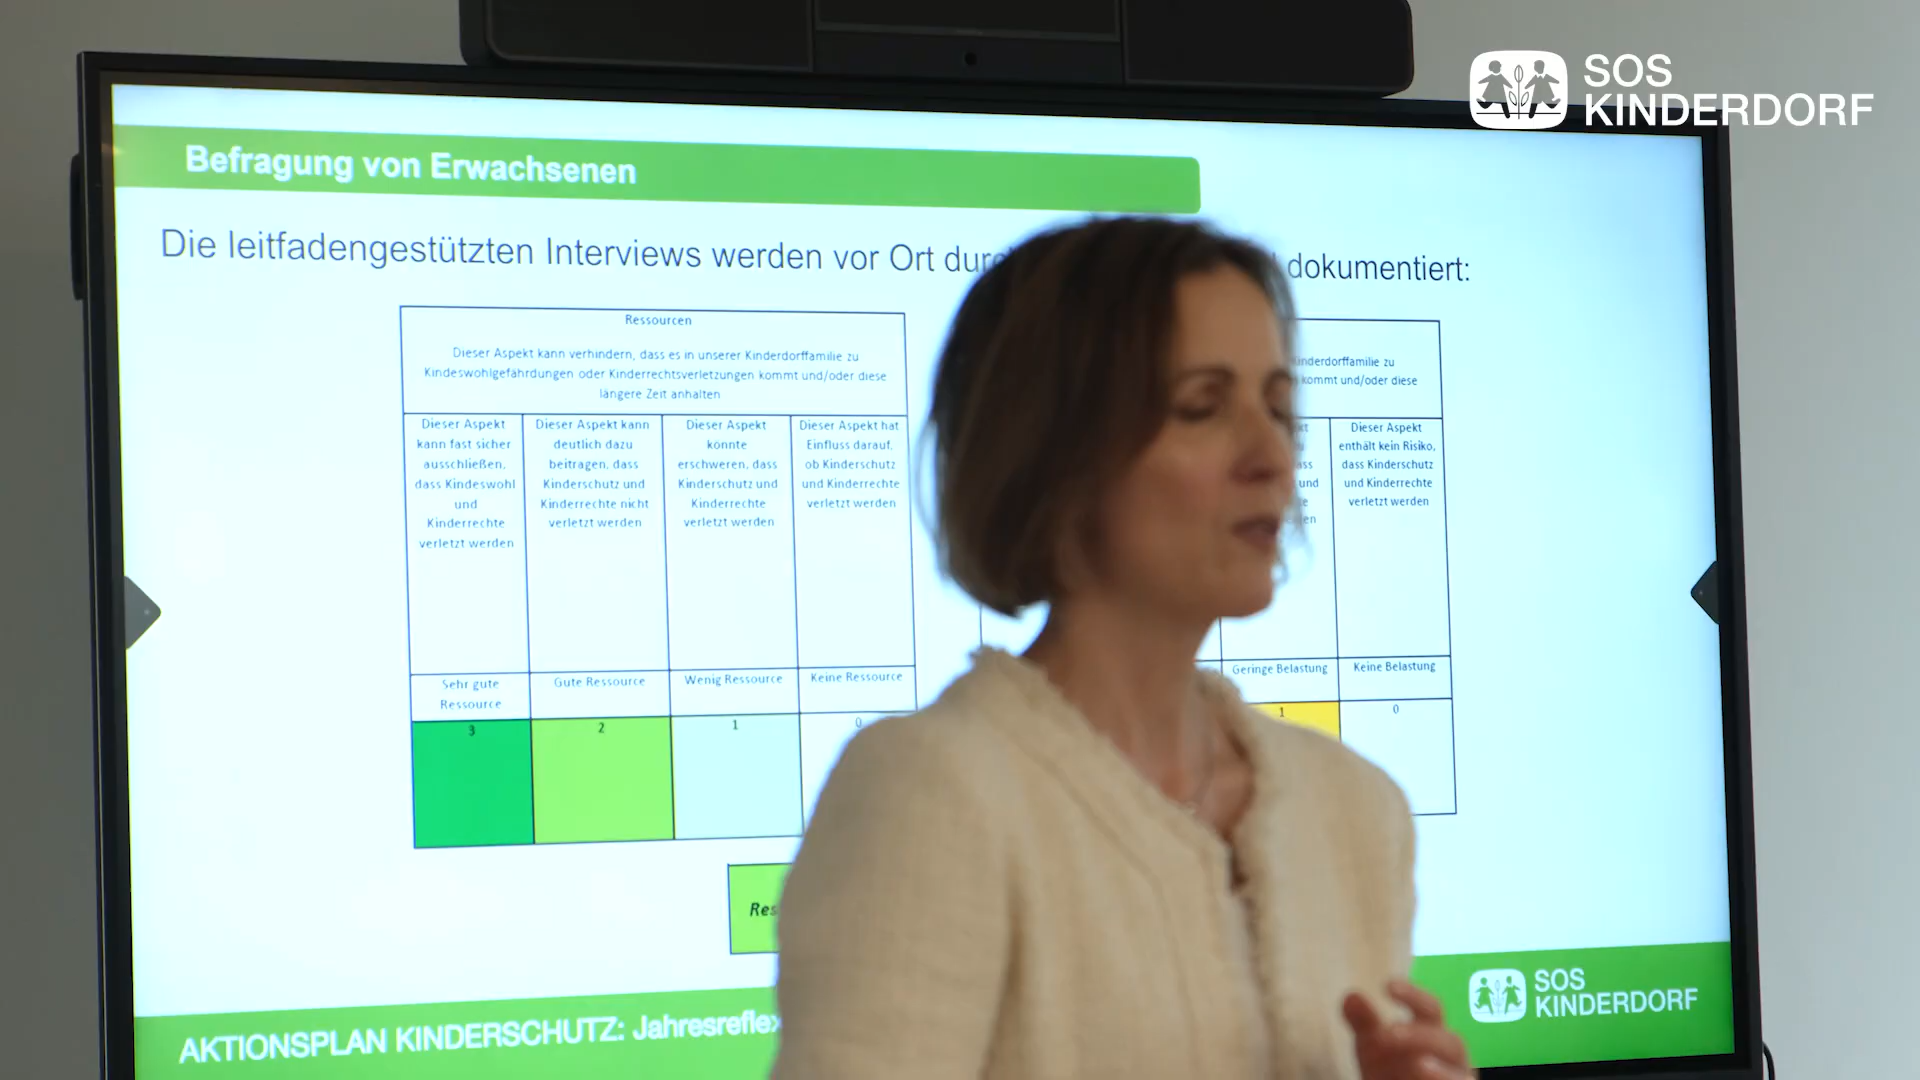 SOS
KINDERDORF
Befragung von Erwachsenen
Die leitfadengestützten Interviews werden vor Ort dokumentiert:
Ressourcen
Dieser Aspekt kann verhindern, dass es in unserer Kinderdorffamilie zu
Kindeswohlgefährdungen oder Kinderrechtsverletzungen kommt und/oder diese
längere Zeit anhalten
Dieser Aspekt
kann fast sicher
ausschließen,
dass Kindeswohl
und
Kinderrechte
verletzt werden
Dieser Aspekt kann
deutlich dazu
beitragen, dass
Kinderschutz und
Kinderrechte nicht
verletzt werden
Dieser Aspekt
könnte
erschweren, dass
Kinderschutz und
Kinderrechte
verletzt werden
Dieser Aspekt hat
Einfluss darauf,
ob Kinderschutz
und Kinderrechte
verletzt werden
Sehr gute
Ressource
Gute Ressource
Wenig Ressource
Keine Ressource
3
2
1
0
Kinderdorffamilie zu
kommt und/oder diese
und
Dieser Aspekt
enthält kein Risiko,
dass Kinderschutz
und Kinderrechte
verletzt werden
Geringe Belastung
Keine Belastung
1
0
AKTIONSPLAN KINDERSCHUTZ:
SOS
KINDERDORF